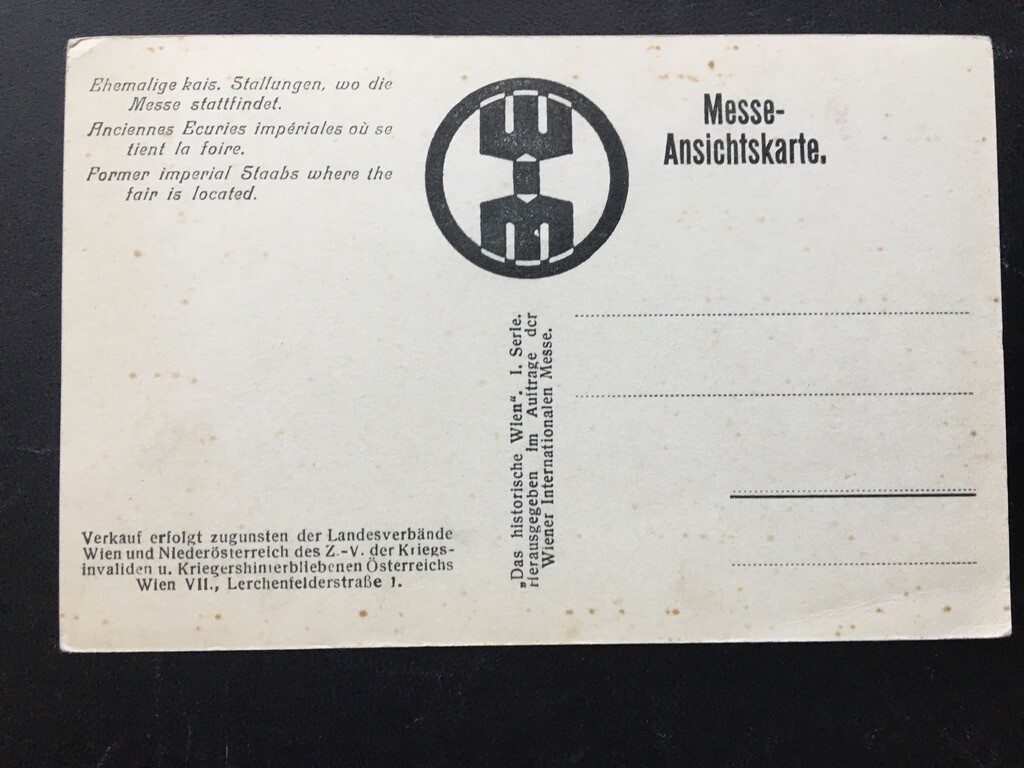 Ehemalige kais. Stallungen, wo die
Messe stattfindet.
Anciennes Ecuries impériales où se
tient la foire.
Former imperial Staabs where the
fair is located.
Messe-
Ansichtskarte.
„Das historische Wien“. I. Serie.
Herausgegeben im Auftrage der
Wiener Internationalen Messe.
Verkauf erfolgt zugunsten der Landesverbände
Wien und Niederösterreich des Z.-V. der Kriegs-
invaliden u. Kriegershinterbliebenen Österreichs
Wien VII., Lerchenfelderstraße 1.